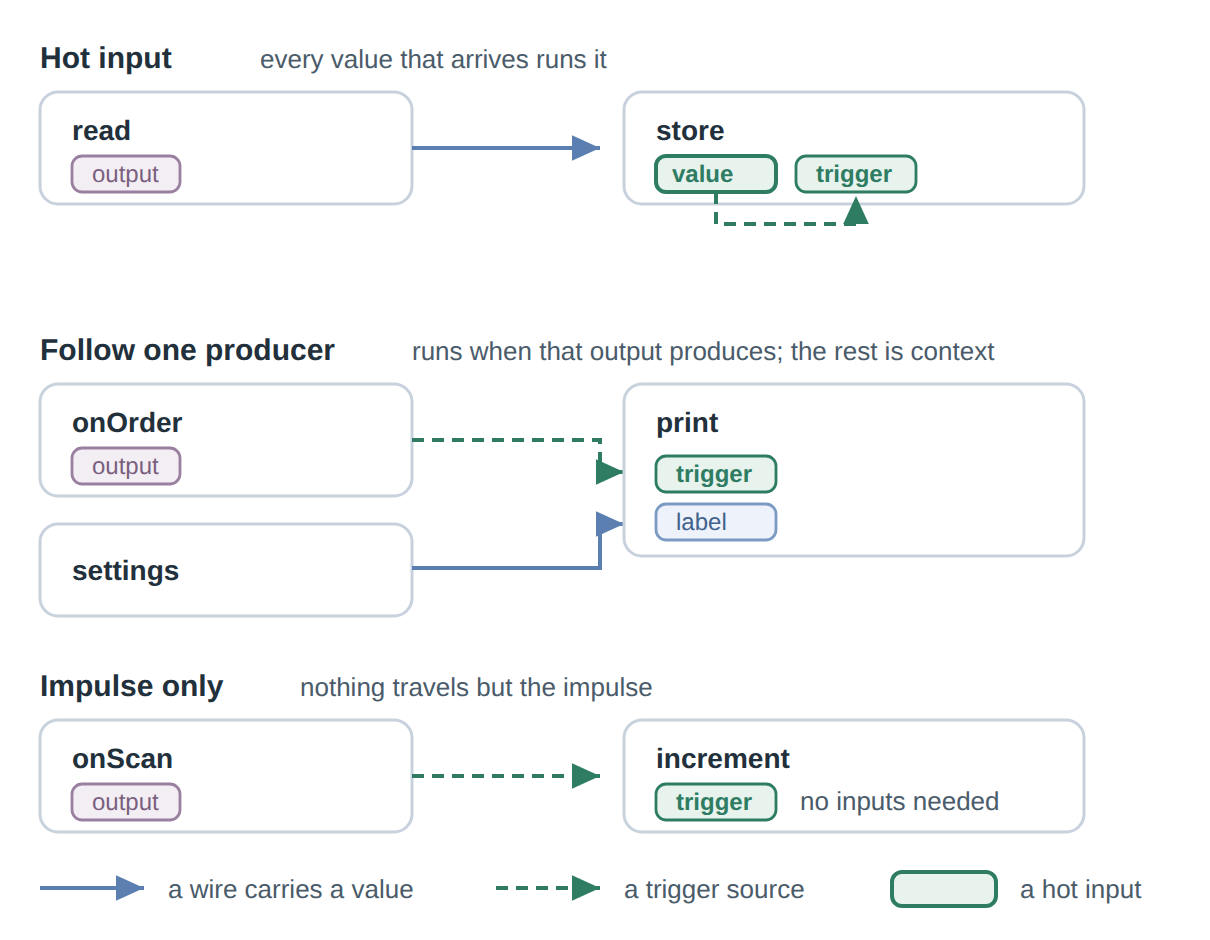 Hot input every value that arrives runs it
read store
output value trigger
Follow one producer runs when that output produces; the rest is context
onOrder print
output trigger
label
settings
Impulse only nothing travels but the impulse
onScan increment
output trigger no inputs needed
a wire carries a value a trigger source a hot input